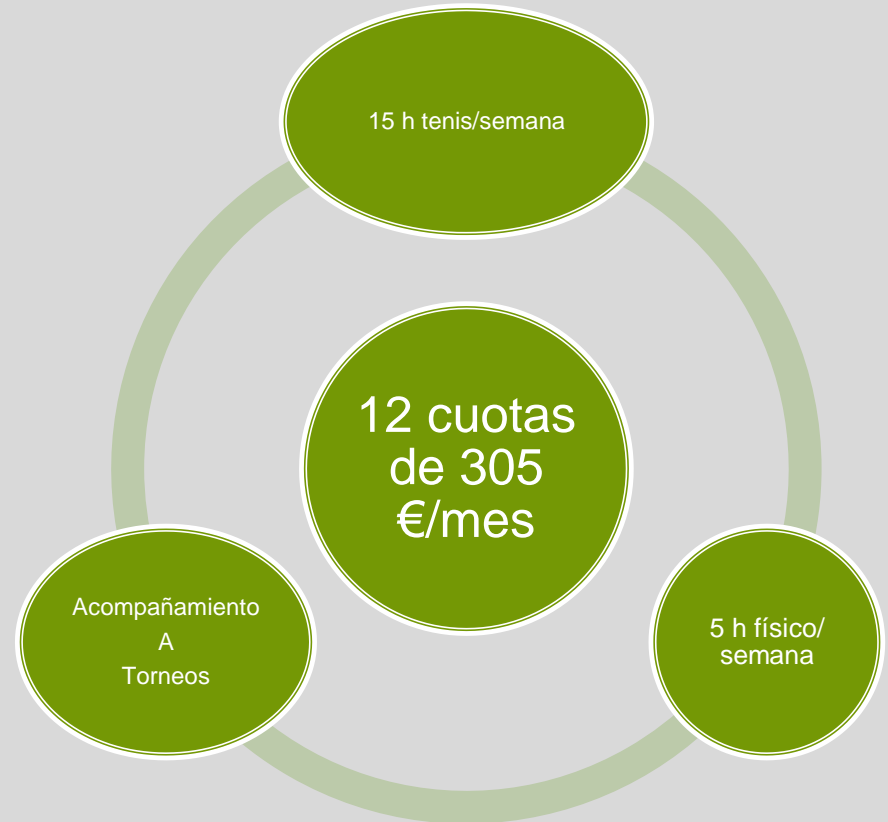 15 h tenis/semana
12 cuotas
de 305
€/mes
Acompañamiento
A
Torneos
5 h físico/
semana